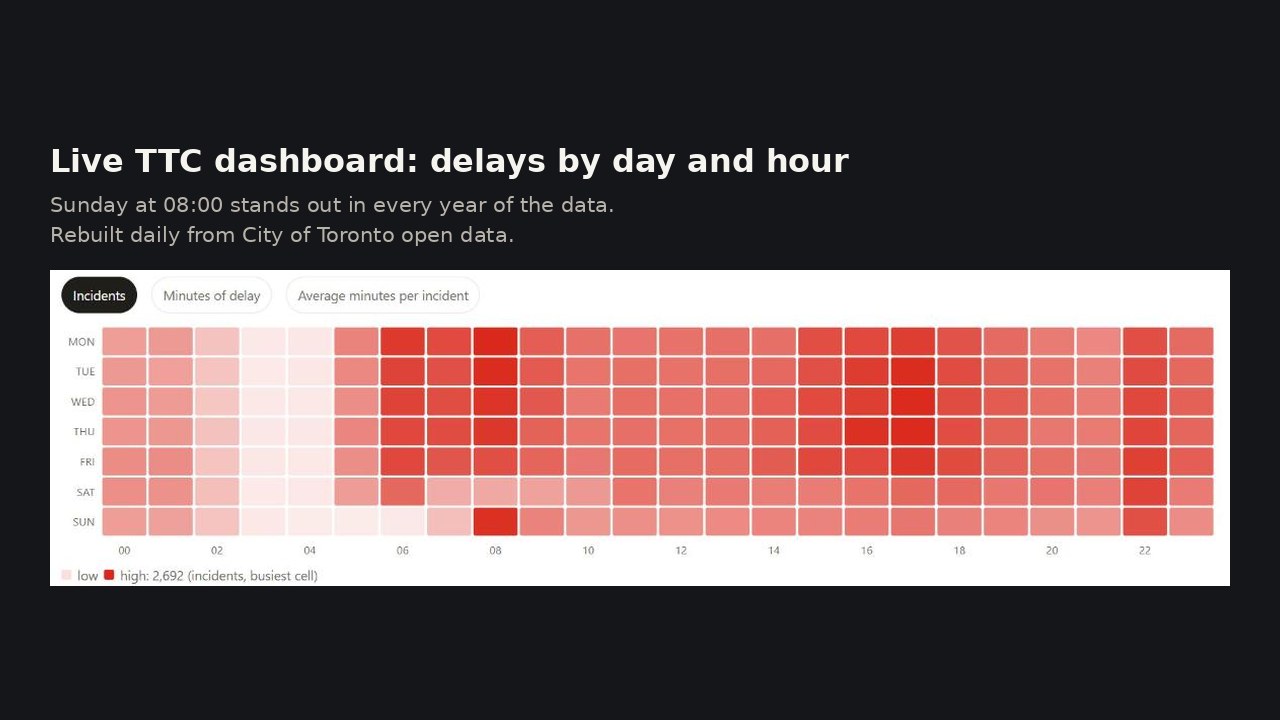 Live TTC dashboard: delays by day and hour
Sunday at 08:00 stands out in every year of the data.
Rebuilt daily from City of Toronto open data.
Incidents Minutes of delay Average minutes per incident
MON
TUE
WED
THU
FRI
SAT
SUN
00 02 04 06 08 10 12 14 16 18 20 22
low high: 2,692 (incidents, busiest cell)